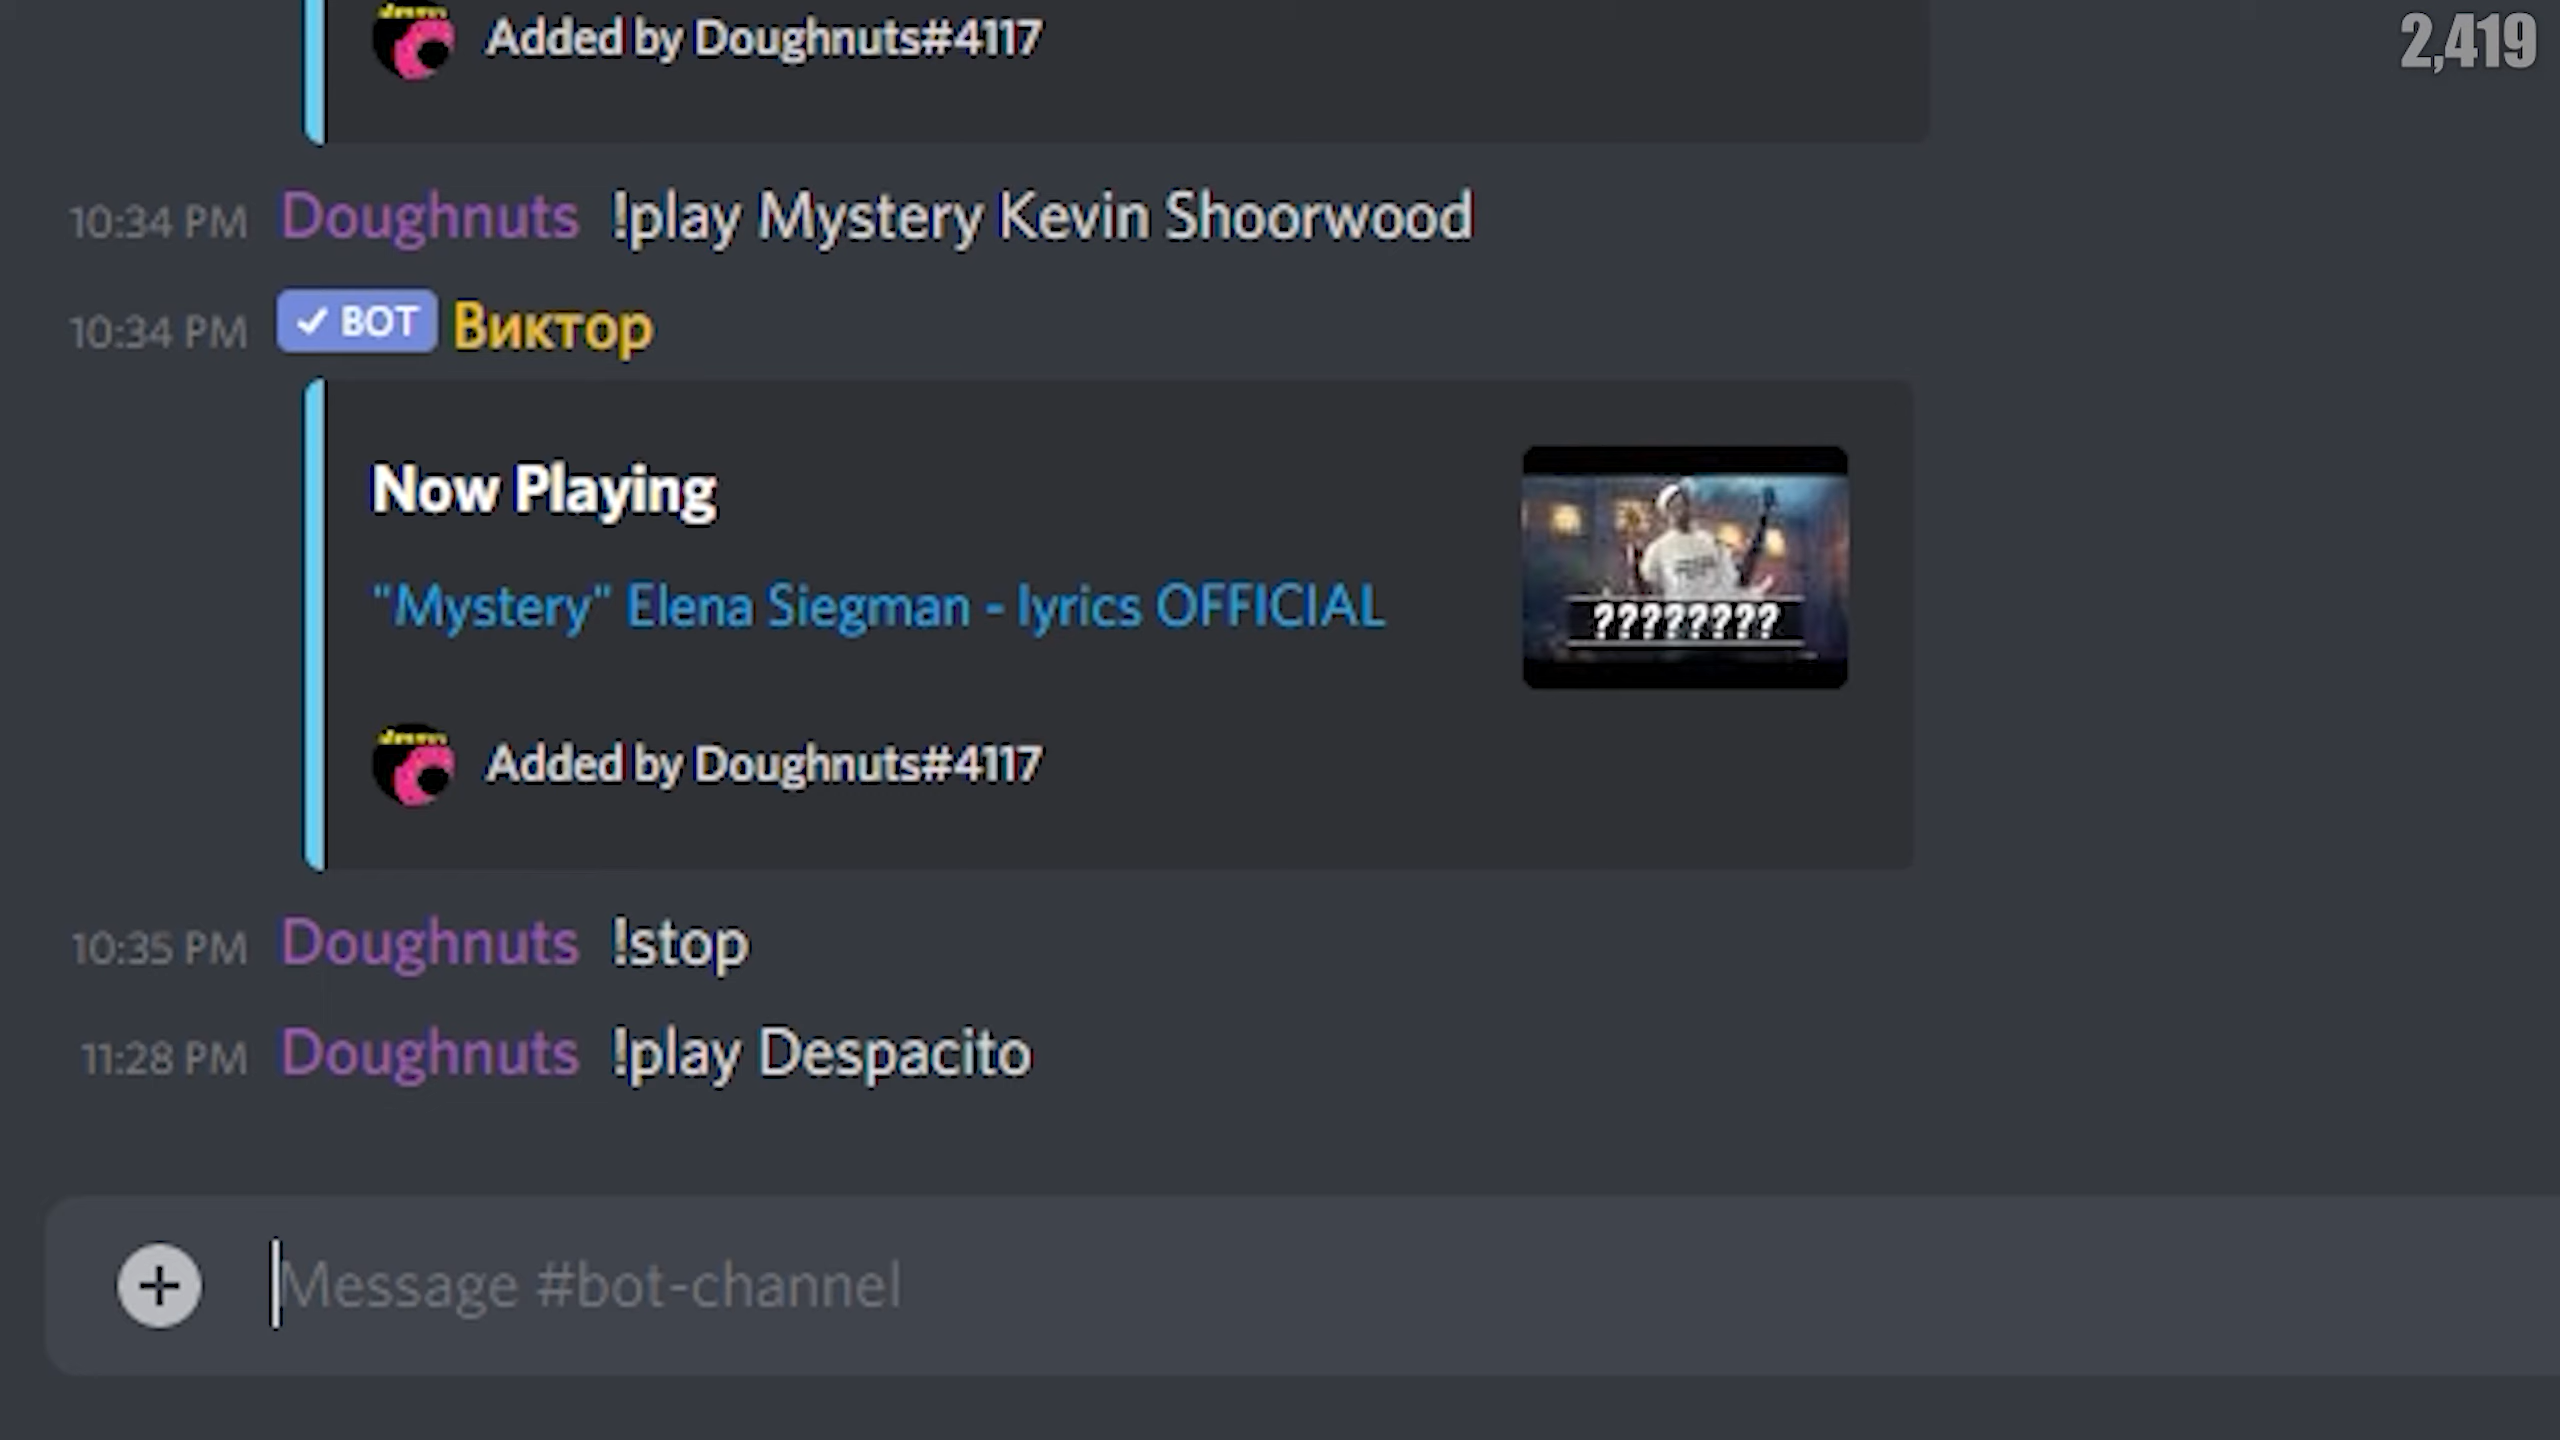 2,419
Added by Doughnuts#4117
10:34 PM Doughnuts !play Mystery Kevin Shoorwood
10:34 PM ✓ BOT Виктор
Now Playing
"Mystery" Elena Siegman - lyrics OFFICIAL
????????
Added by Doughnuts#4117
10:35 PM Doughnuts !stop
11:28 PM Doughnuts !play Despacito
Message #bot-channel